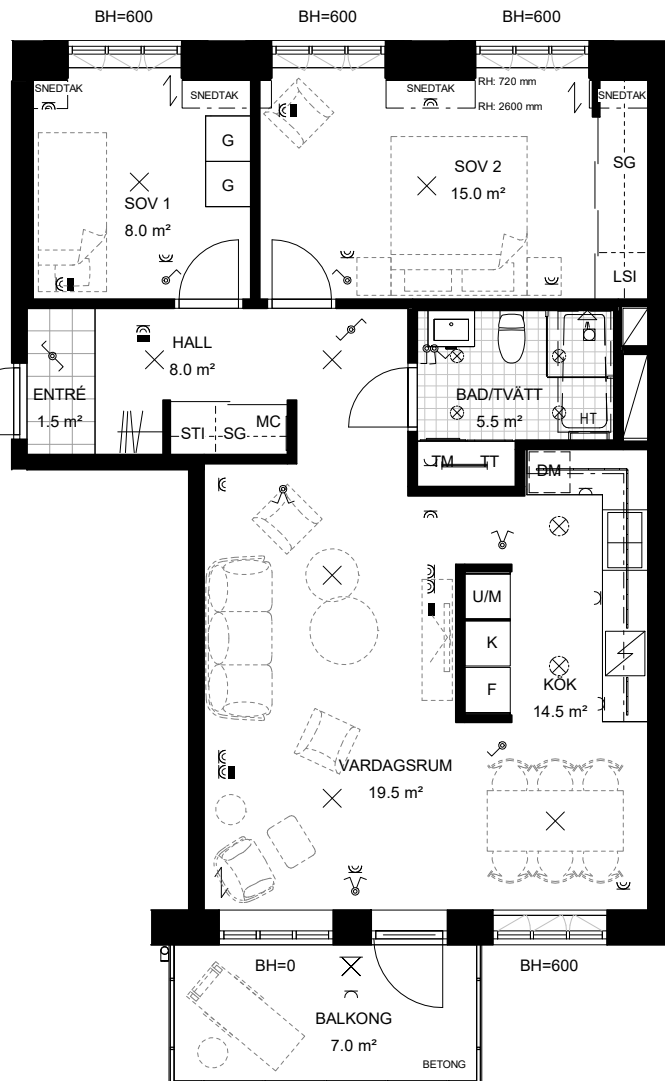 BH=600 BH=600 BH=600
SNEDTAK SNEDTAK SNEDTAK SNEDTAK
RH: 720 mm
RH: 2600 mm
G
G
SOV 1
8.0 m²
SOV 2
15.0 m²
SG
LSI
HALL
8.0 m²
ENTRÉ
1.5 m²
STI SG MC
BAD/TVÄTT
5.5 m²
HT
TM TT
DM
U/M
K
F
KÖK
14.5 m²
VARDAGSRUM
19.5 m²
BH=0 BH=600
BALKONG
7.0 m²
BETONG